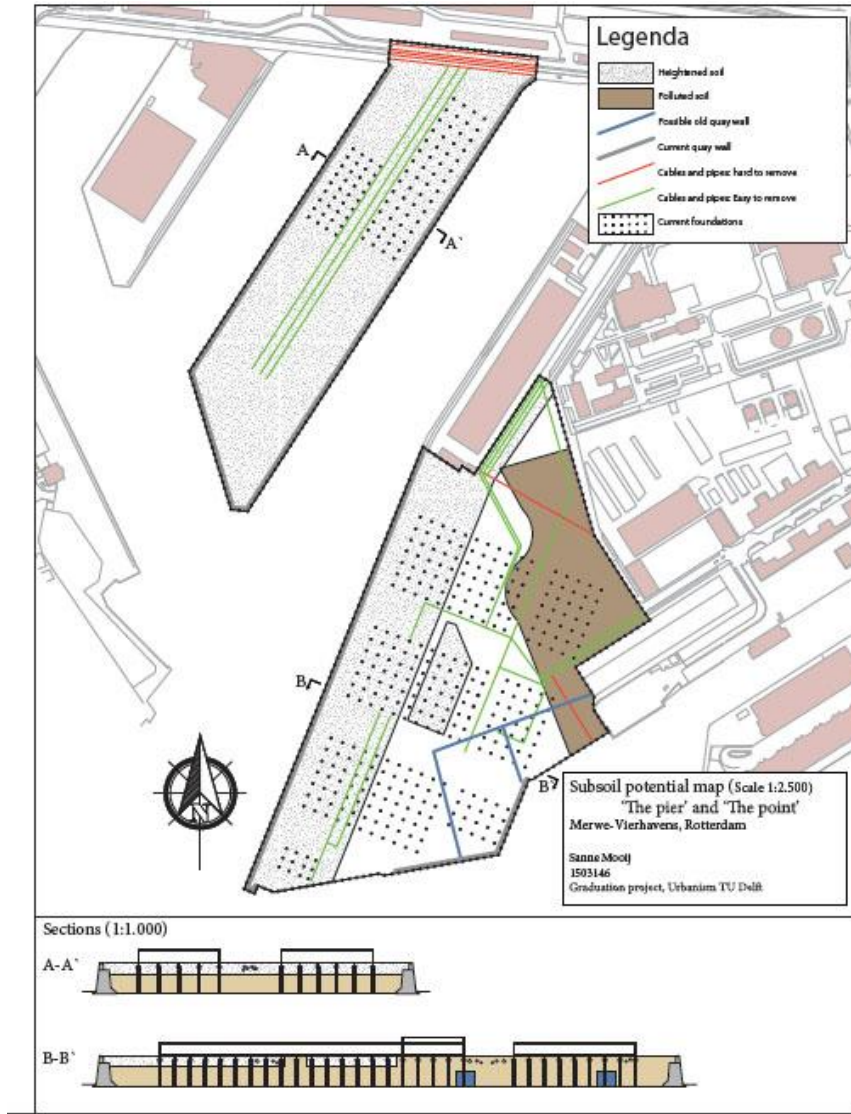 Legenda
Heightened soil
Polluted soil
Possible old quay wall
Current quay wall
Cables and pipes: hard to remove
Cables and pipes: Easy to remove
Current foundations
A
A`
B
B`
N
Subsoil potential map (Scale 1:2.500)
'The pier' and 'The point'
Merwe-Vierhavens, Rotterdam
Sanne Mooij
1503146
Graduation project, Urbanism TU Delft
Sections (1:1.000)
A-A`
B-B`